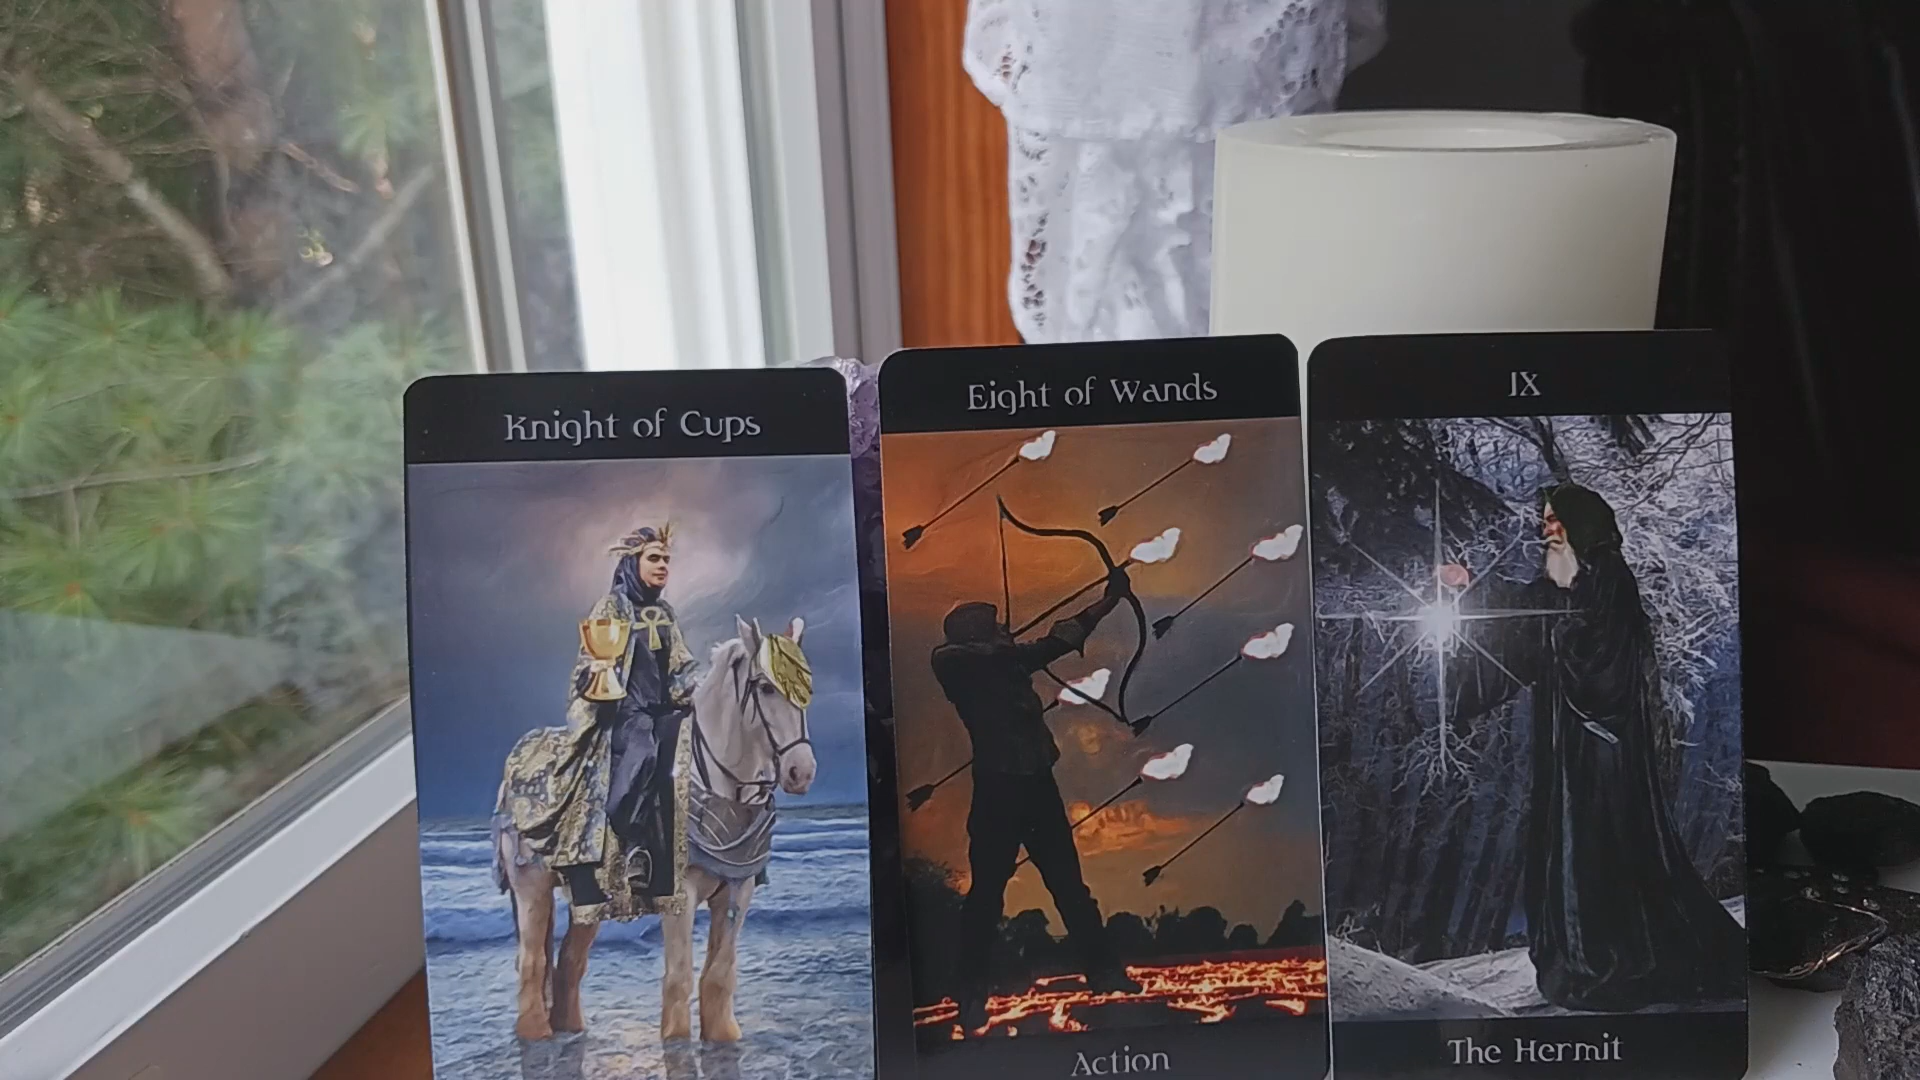 Knight of Cups
Eight of Wands
Action
IX
The Hermit